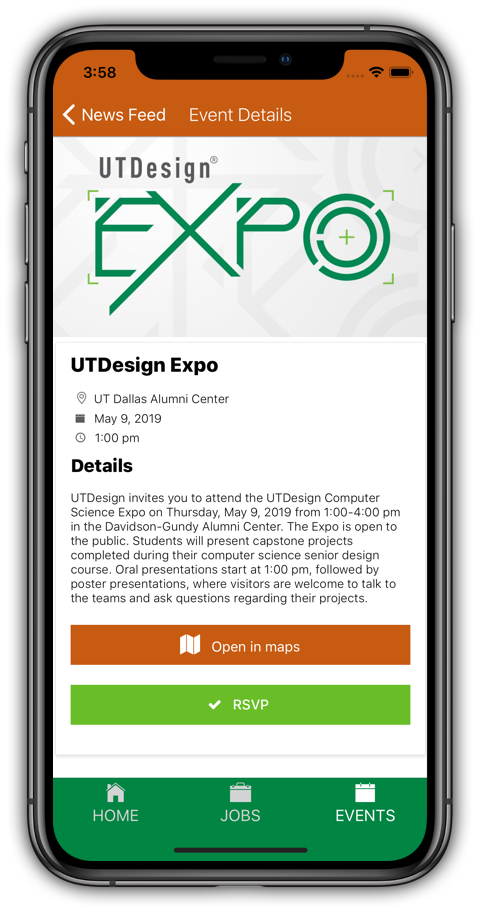 3:58
News Feed Event Details
UTDesign®
EXPO
UTDesign Expo
UT Dallas Alumni Center
May 9, 2019
1:00 pm
Details
UTDesign invites you to attend the UTDesign Computer
Science Expo on Thursday, May 9, 2019 from 1:00-4:00 pm
in the Davidson-Gundy Alumni Center. The Expo is open to
the public. Students will present capstone projects
completed during their computer science senior design
course. Oral presentations start at 1:00 pm, followed by
poster presentations, where visitors are welcome to talk to
the teams and ask questions regarding their projects.
Open in maps
RSVP
HOME JOBS EVENTS